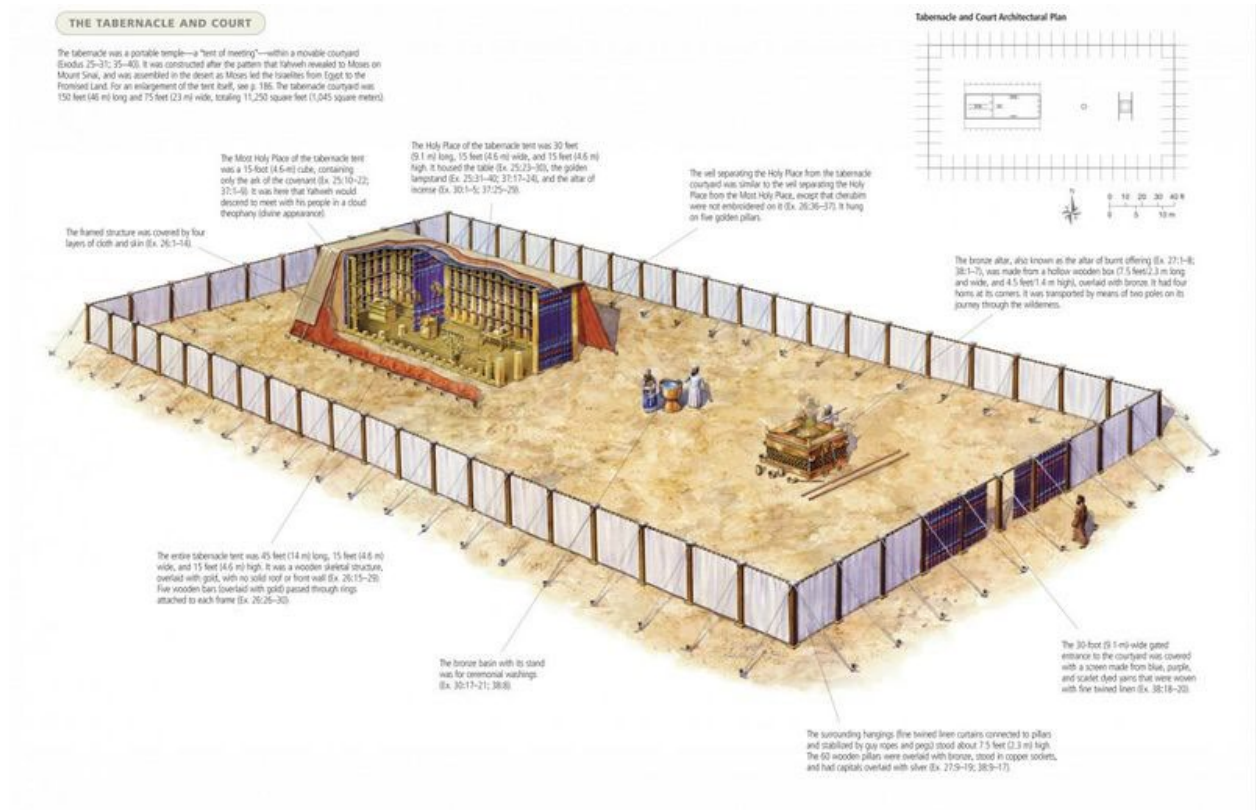 THE TABERNACLE AND COURT
The tabernacle was a portable temple—a “tent of meeting”—within a movable courtyard
(Exodus 25–31; 35–40). It was constructed after the pattern that Yahweh revealed to Moses on
Mount Sinai, and was assembled in the desert as Moses led the Israelites from Egypt to the
Promised Land. For an enlargement of the tent itself, see p. 186. The tabernacle courtyard was
150 feet (46 m) long and 75 feet (23 m) wide, totaling 11,250 square feet (1,045 square meters).
Tabernacle and Court Architectural Plan
N
0 10 20 30 40 ft
0 5 10 m
The framed structure was covered by four
layers of cloth and skin (Ex. 26:1–14).
The Most Holy Place of the tabernacle tent
was a 15-foot (4.6-m) cube, containing
only the ark of the covenant (Ex. 25:10–22;
37:1–9). It was here that Yahweh would
descend to meet with his people in a cloud
theophany (divine appearance).
The Holy Place of the tabernacle tent was 30 feet
(9.1 m) long, 15 feet (4.6 m) wide, and 15 feet (4.6 m)
high. It housed the table (Ex. 25:23–30), the golden
lampstand (Ex. 25:31–40; 37:17–24), and the altar of
incense (Ex. 30:1–5; 37:25–29).
The veil separating the Holy Place from the tabernacle
courtyard was similar to the veil separating the Holy
Place from the Most Holy Place, except that cherubim
were not embroidered on it (Ex. 26:36–37). It hung
on five golden pillars.
The bronze altar, also known as the altar of burnt offering (Ex. 27:1–8;
38:1–7), was made from a hollow wooden box (7.5 feet/2.3 m long
and wide, and 4.5 feet/1.4 m high), overlaid with bronze. It had four
horns at its corners. It was transported by means of two poles on its
journey through the wilderness.
The entire tabernacle tent was 45 feet (14 m) long, 15 feet (4.6 m)
wide, and 15 feet (4.6 m) high. It was a wooden skeletal structure,
overlaid with gold, with no solid roof or front wall (Ex. 26:15–29).
Five wooden bars (overlaid with gold) passed through rings
attached to each frame (Ex. 26:26–30).
The bronze basin with its stand
was for ceremonial washings
(Ex. 30:17–21; 38:8).
The 30-foot (9.1-m)-wide gated
entrance to the courtyard was covered
with a screen made from blue, purple,
and scarlet dyed yarns that were woven
with fine twined linen (Ex. 38:18–20).
The surrounding hangings (fine twined linen curtains connected to pillars
and stabilized by guy ropes and pegs) stood about 7.5 feet (2.3 m) high.
The 60 wooden pillars were overlaid with bronze, stood in copper sockets,
and had capitals overlaid with silver (Ex. 27:9–19; 38:9–17).